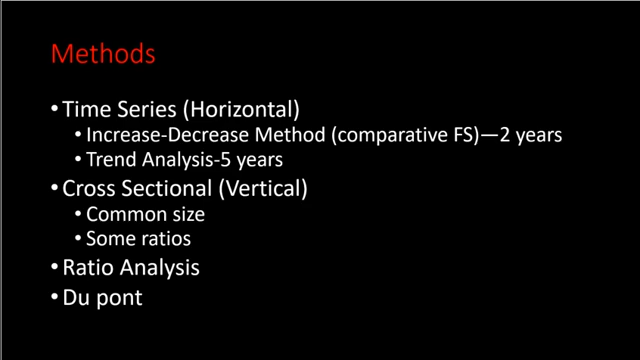 Methods
• Time Series (Horizontal)
• Increase-Decrease Method (comparative FS)—2 years
• Trend Analysis-5 years
• Cross Sectional (Vertical)
• Common size
• Some ratios
• Ratio Analysis
• Du pont